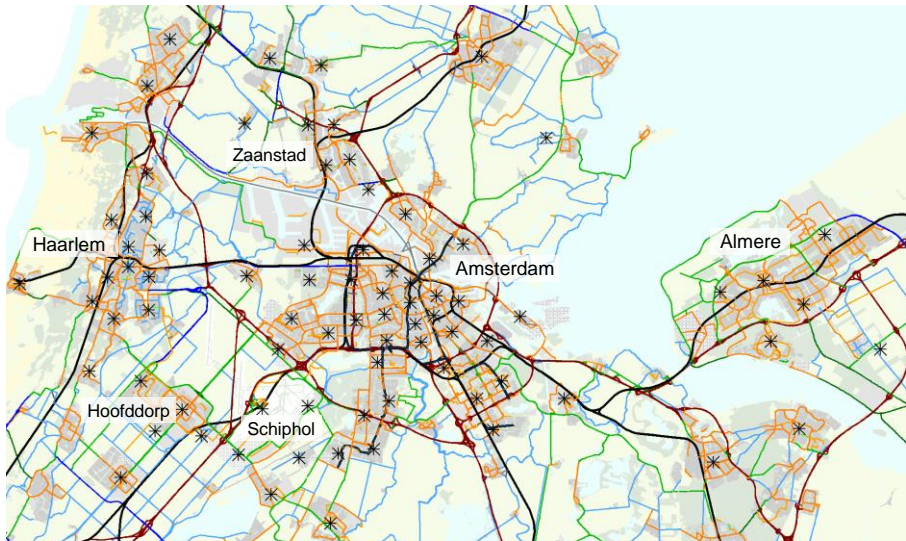 Zaanstad
Haarlem
Almere
Amsterdam
Hoofddorp
Schiphol